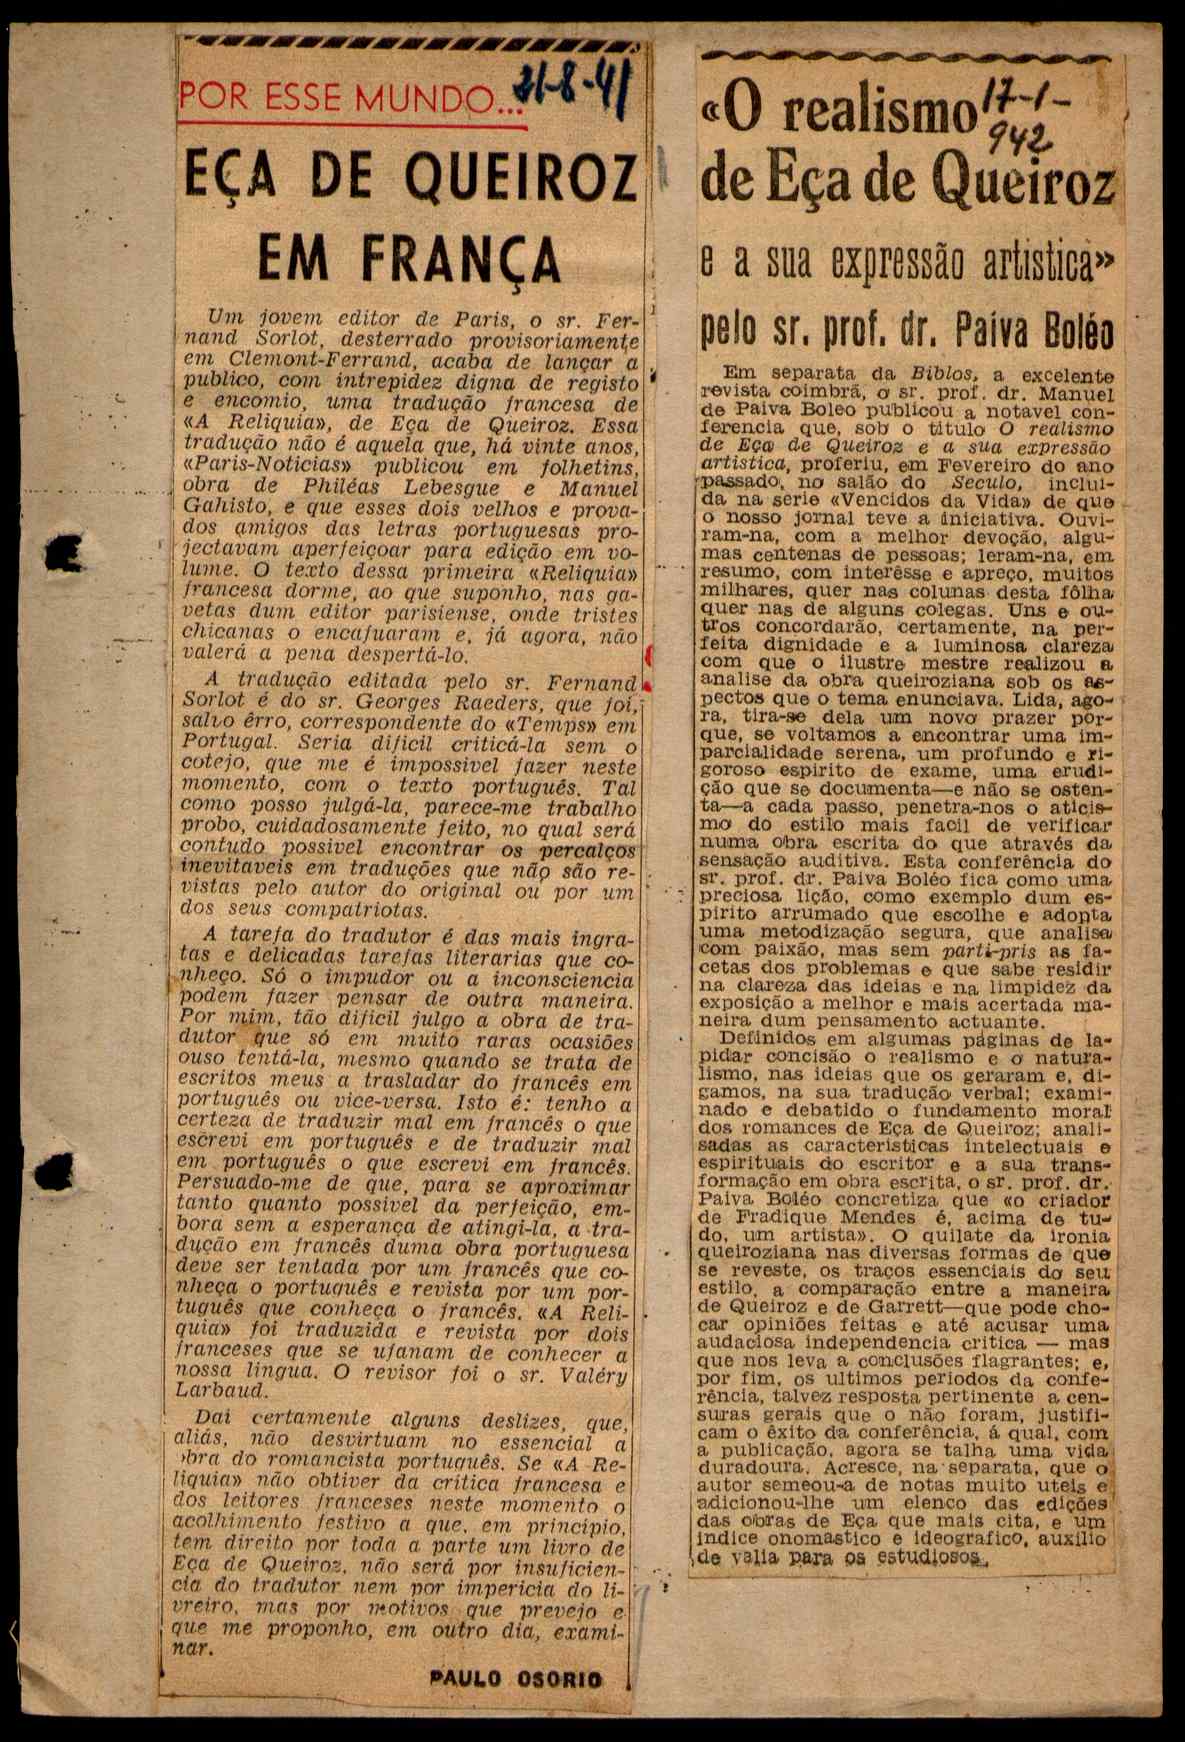 POR ESSE MUNDO...
21-8-41
EÇA DE QUEIROZ
EM FRANÇA
Um jovem editor de Paris, o sr. Fer-
nand Sorlot, desterrado provisoriamente
em Clemont-Ferrand, acaba de lançar a
publico, com intrepidez digna de registo
e encomio, uma tradução francesa de
«A Reliquia», de Eça de Queiroz. Essa
tradução não é aquela que, há vinte anos,
«Paris-Noticias» publicou em folhetins,
obra de Philéas Lebesgue e Manuel
Gahisto, e que esses dois velhos e prova-
dos amigos das letras portuguesas pro-
jectavam aperfeiçoar para edição em vo-
lume. O texto dessa primeira «Reliquia»
francesa dorme, ao que suponho, nas ga-
vetas dum editor parisiense, onde tristes
chicanas o encafuaram e, já agora, não
valerá a pena despertá-lo.
A tradução editada pelo sr. Fernand
Sorlot é do sr. Georges Raeders, que foi,
salvo êrro, correspondente do «Temps» em
Portugal. Seria dificil criticá-la sem o
cotejo, que me é impossivel fazer neste
momento, com o texto português. Tal
como posso julgá-la, parece-me trabalho
probo, cuidadosamente feito, no qual será
contudo possivel encontrar os percalços
inevitaveis em traduções que não são re-
vistas pelo autor do original ou por um
dos seus compatriotas.
A tarefa do tradutor é das mais ingra-
tas e delicadas tarefas literarias que co-
nheço. Só o impudor ou a inconsciencia
podem fazer pensar de outra maneira.
Por mim, tão dificil julgo a obra de tra-
dutor que só em muito raras ocasiões
ouso tentá-la, mesmo quando se trata de
escritos meus a trasladar do francês em
português ou vice-versa. Isto é: tenho a
certeza de traduzir mal em francês o que
escrevi em português e de traduzir mal
em português o que escrevi em francês.
Persuado-me de que, para se aproximar
tanto quanto possivel da perfeição, em-
bora sem a esperança de atingi-la, a tra-
dução em francês duma obra portuguesa
deve ser tentada por um francês que co-
nheça o português e revista por um por-
tuguês que conheça o francês. «A Reli-
quia» foi traduzida e revista por dois
franceses que se ufanam de conhecer a
nossa lingua. O revisor foi o sr. Valéry
Larbaud.
Dai certamente alguns deslizes, que,
aliás, não desvirtuam no essencial a
obra do romancista português. Se «A Re-
liquia» não obtiver da critica francesa e
dos leitores franceses neste momento o
acolhimento festivo a que, em principio,
tem direito por toda a parte um livro de
Eça de Queiroz, não será por insuficien-
cia do tradutor nem por impericia do li-
vreiro, mas por motivos que prevejo e
que me proponho, em outro dia, exami-
nar.
PAULO OSORIO
«O realismo
17-1-
942
de Eça de Queiroz
e a sua expressão artistica»
pelo sr. prof. dr. Paiva Boléo
Em separata da Biblos, a excelente
revista coimbrã, o sr. prof. dr. Manuel
de Paiva Boleo publicou a notavel con-
ferencia que, sob o titulo O realismo
de Eça de Queiroz e a sua expressão
artistica, proferiu, em Fevereiro do ano
passado, no salão do Seculo, inclui-
da na serie «Vencidos da Vida» de que
o nosso jornal teve a iniciativa. Ouvi-
ram-na, com a melhor devoção, algu-
mas centenas de pessoas; leram-na, em
resumo, com interêsse e apreço, muitos
milhares, quer nas colunas desta fôlha
quer nas de alguns colegas. Uns e ou-
tros concordarão, certamente, na per-
feita dignidade e a luminosa clareza
com que o ilustre mestre realizou a
analise da obra queiroziana sob os as-
pectos que o tema enunciava. Lida, ago-
ra, tira-se dela um novo prazer por-
que, se voltamos a encontrar uma im-
parcialidade serena, um profundo e ri-
goroso espirito de exame, uma erudi-
ção que se documenta—e não se osten-
ta—a cada passo, penetra-nos o aticis-
mo do estilo mais facil de verificar
numa obra escrita do que através da
sensação auditiva. Esta conferência do
sr. prof. dr. Paiva Boléo fica como uma
preciosa lição, como exemplo dum es-
pirito arrumado que escolhe e adopta
uma metodização segura, que analisa
com paixão, mas sem parti-pris as fa-
cetas dos problemas e que sabe residir
na clareza das ideias e na limpidez da
exposição a melhor e mais acertada ma-
neira dum pensamento actuante.
Definidos em algumas páginas de la-
pidar concisão o realismo e o natura-
lismo, nas ideias que os geraram e, di-
gamos, na sua tradução verbal; exami-
nado e debatido o fundamento moral
dos romances de Eça de Queiroz; anali-
sadas as caracteristicas intelectuais e
espirituais do escritor e a sua trans-
formação em obra escrita, o sr. prof. dr.
Paiva Boléo concretiza que «o criador
de Fradique Mendes é, acima de tu-
do, um artista». O quilate da ironia
queiroziana nas diversas formas de que
se reveste, os traços essenciais do seu
estilo, a comparação entre a maneira
de Queiroz e de Garrett—que pode cho-
car opiniões feitas e até acusar uma
audaciosa independencia critica — mas
que nos leva a conclusões flagrantes; e,
por fim, os ultimos periodos da confe-
rência, talvez resposta pertinente a cen-
suras gerais que o não foram, justifi-
cam o êxito da conferência, á qual, com
a publicação, agora se talha uma vida
duradoura. Acresce, na separata, que o
autor semeou-a de notas muito uteis e
adicionou-lhe um elenco das edições
das obras de Eça que mais cita, e um
indice onomastico e ideografico, auxilio
de valia para os estudiosos.